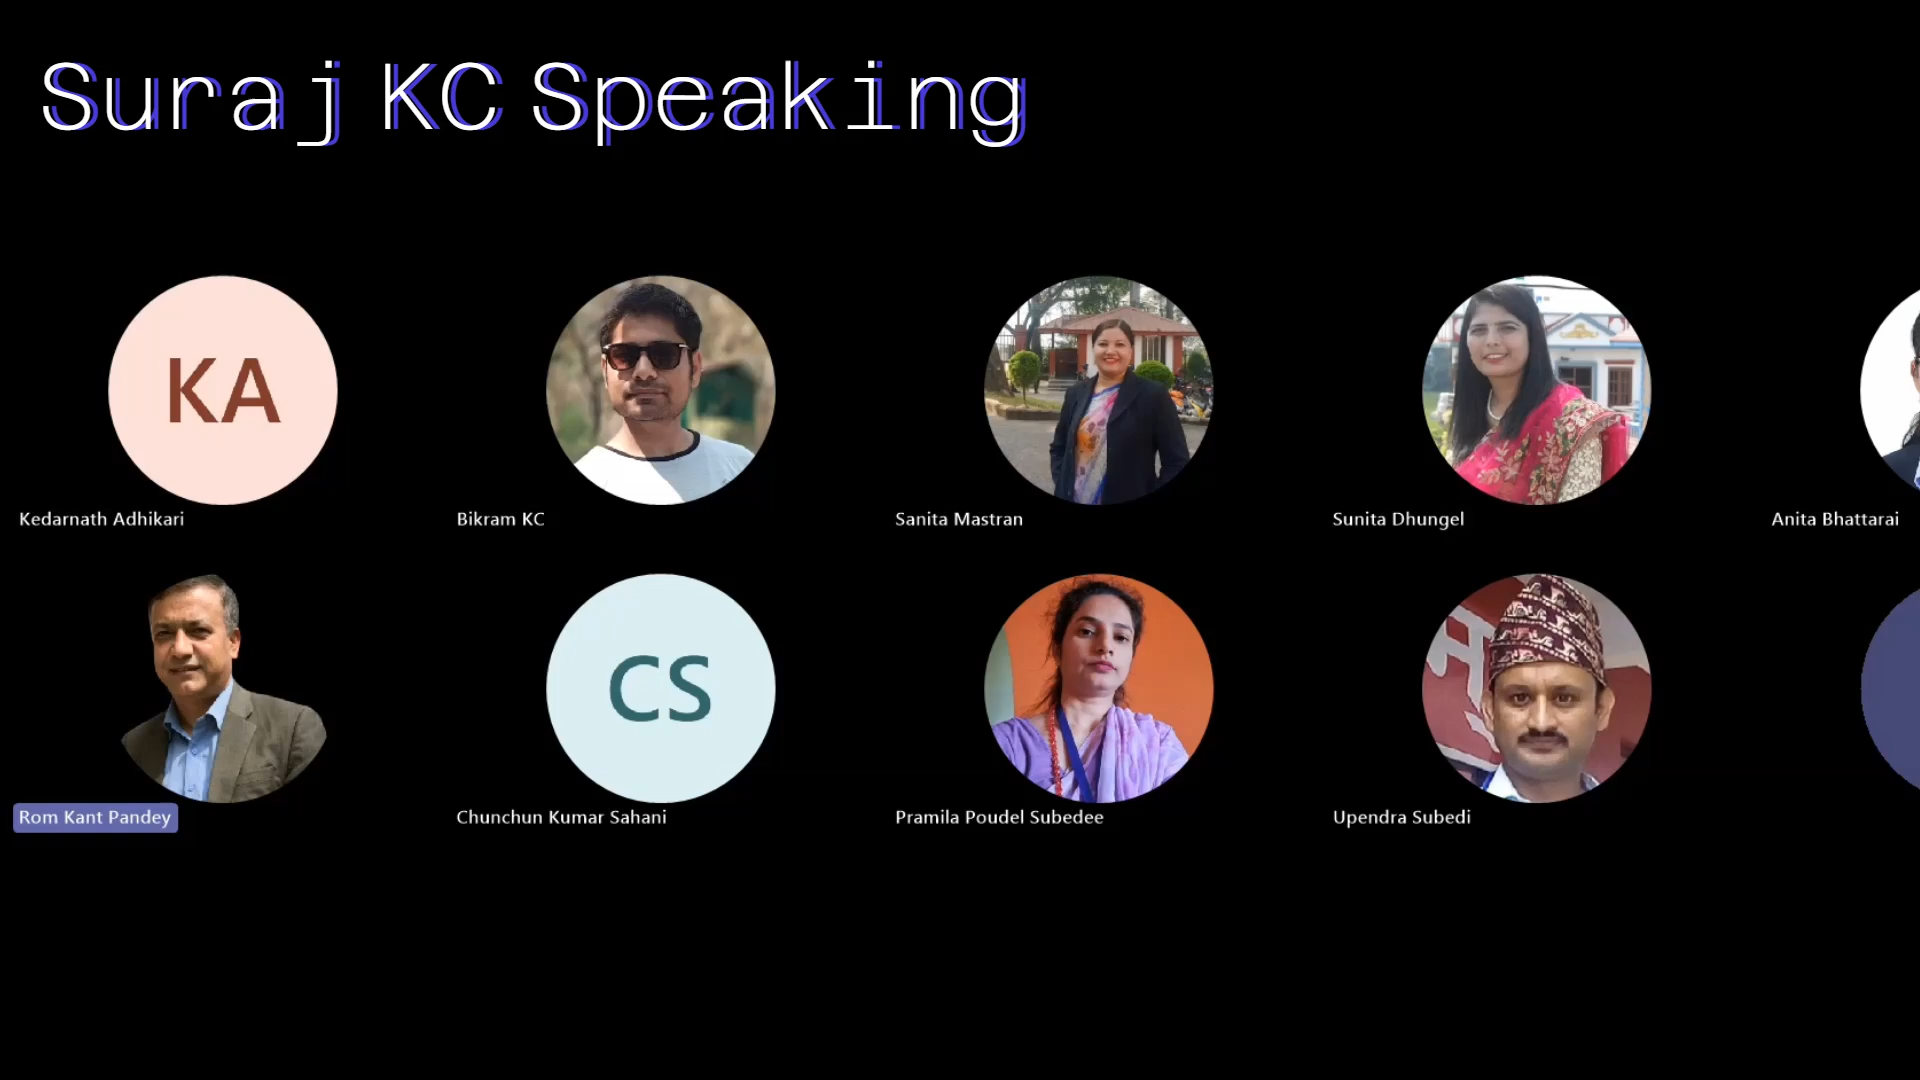 Suraj KC Speaking
KA
Kedarnath Adhikari
Bikram KC
Sanita Mastran
Sunita Dhungel
Anita Bhattarai
CS
Rom Kant Pandey
Chunchun Kumar Sahani
Pramila Poudel Subedee
Upendra Subedi